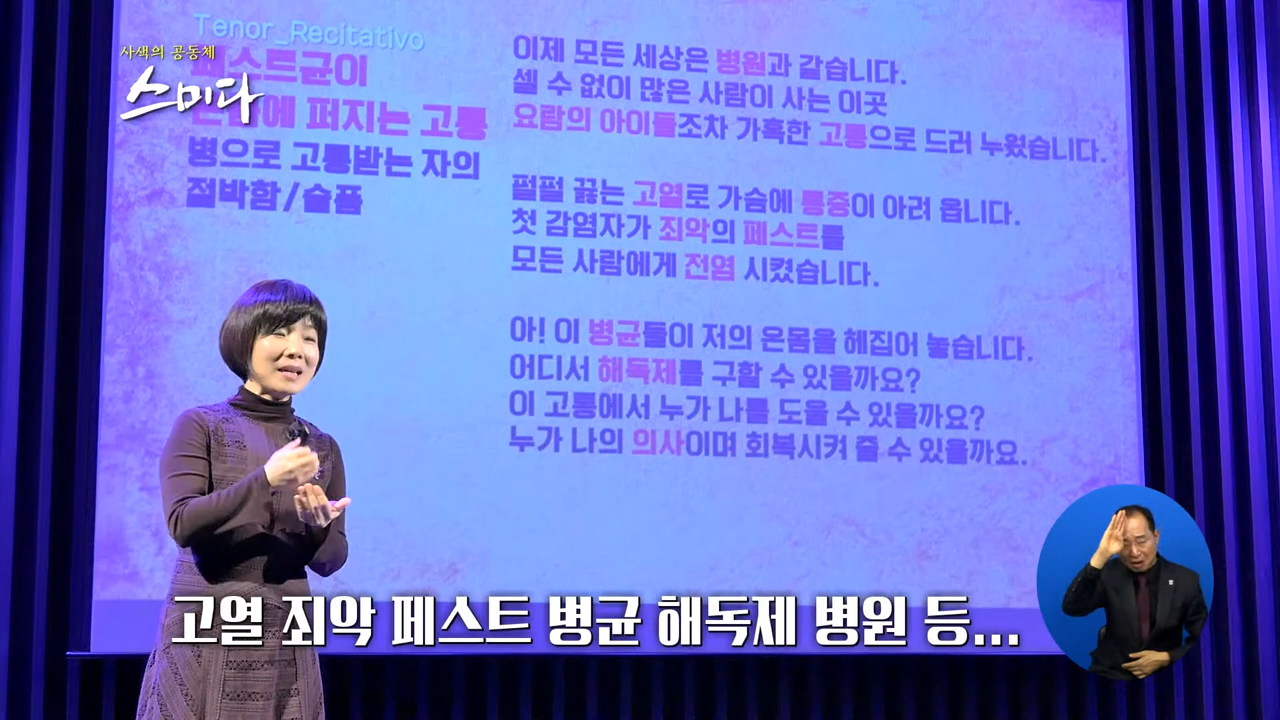 Tenor_Recitativo
사색의 공동체
스미다
페스트균이
온몸에 퍼지는 고통
병으로 고통받는 자의
절박함/슬픔
이제 모든 세상은 병원과 같습니다.
셀 수 없이 많은 사람이 사는 이곳
요람의 아이들조차 가혹한 고통으로 드러 누웠습니다.
펄펄 끓는 고열로 가슴에 통증이 아려 옵니다.
첫 감염자가 죄악의 페스트를
모든 사람에게 전염 시켰습니다.
아! 이 병균들이 저의 온몸을 헤집어 놓습니다.
어디서 해독제를 구할 수 있을까요?
이 고통에서 누가 나를 도울 수 있을까요?
누가 나의 의사이며 회복시켜 줄 수 있을까요.
고열 죄악 페스트 병균 해독제 병원 등...